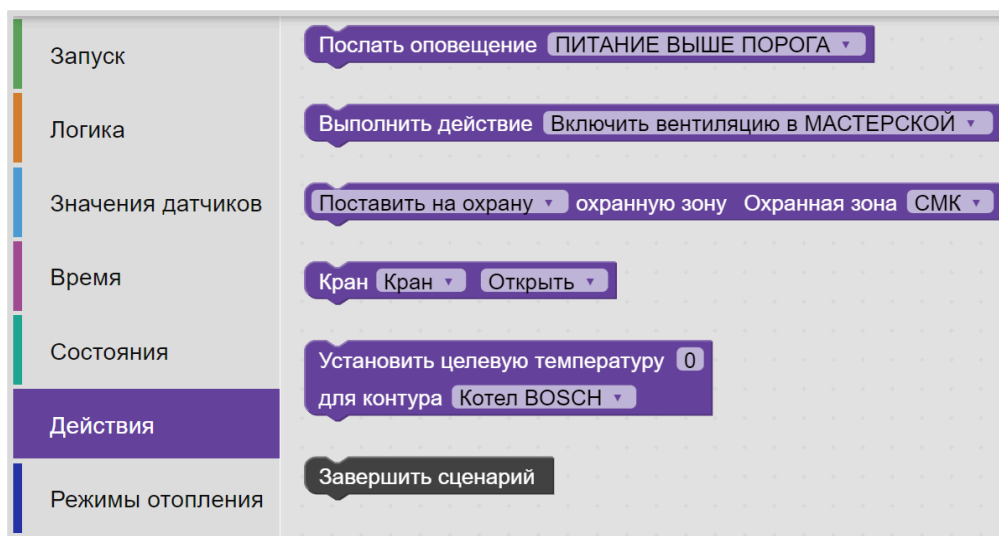 Запуск
Логика
Значения датчиков
Время
Состояния
Действия
Режимы отопления
Послать оповещение ПИТАНИЕ ВЫШЕ ПОРОГА
Выполнить действие Включить вентиляцию в МАСТЕРСКОЙ
Поставить на охрану охранную зону Охранная зона СМК
Кран Кран Открыть
Установить целевую температуру 0
для контура Котел BOSCH
Завершить сценарий